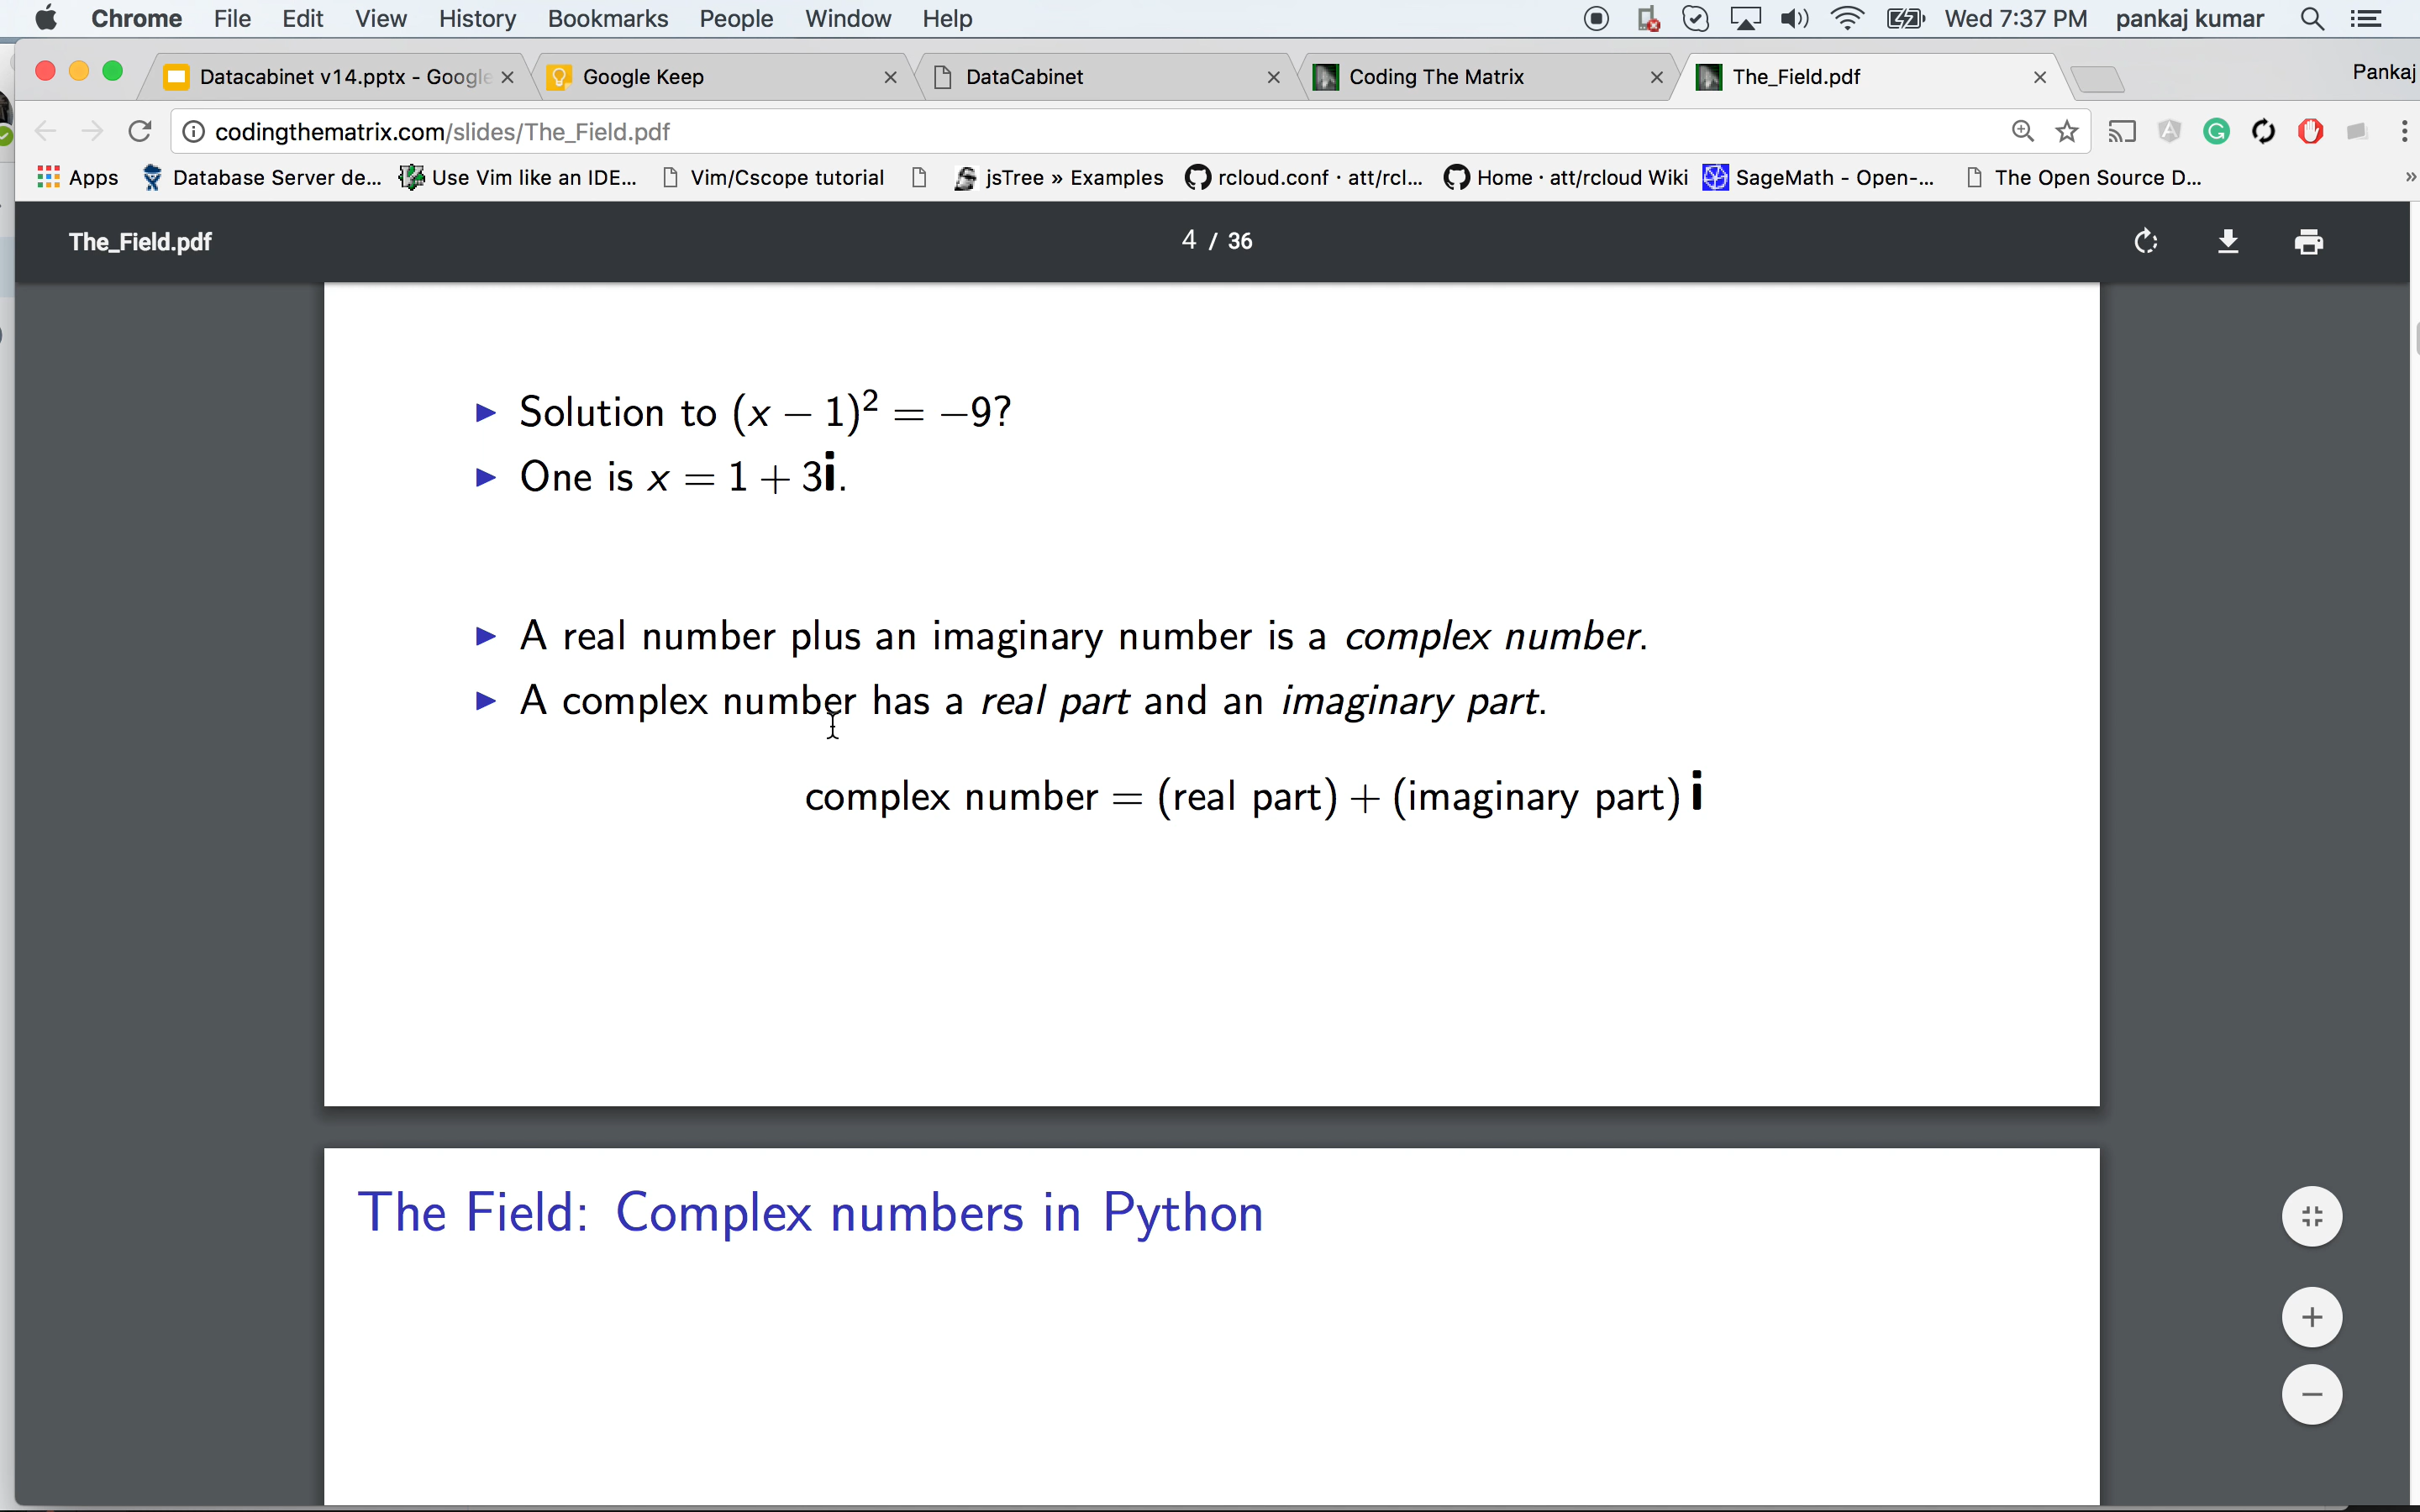 Chrome File Edit View History Bookmarks People Window Help Wed 7:37 PM pankaj kumar
Datacabinet v14.pptx - Google Google Keep DataCabinet Coding The Matrix The_Field.pdf Pankaj
codingthematrix.com/slides/The_Field.pdf
Apps Database Server de... Use Vim like an IDE... Vim/Cscope tutorial jsTree » Examples rcloud.conf · att/rcl... Home · att/rcloud Wiki SageMath - Open-... The Open Source D... »
The_Field.pdf 4 / 36
▶ Solution to (x − 1)² = −9?
▶ One is x = 1 + 3i.
▶ A real number plus an imaginary number is a complex number.
▶ A complex number has a real part and an imaginary part.
complex number = (real part) + (imaginary part) i
The Field: Complex numbers in Python